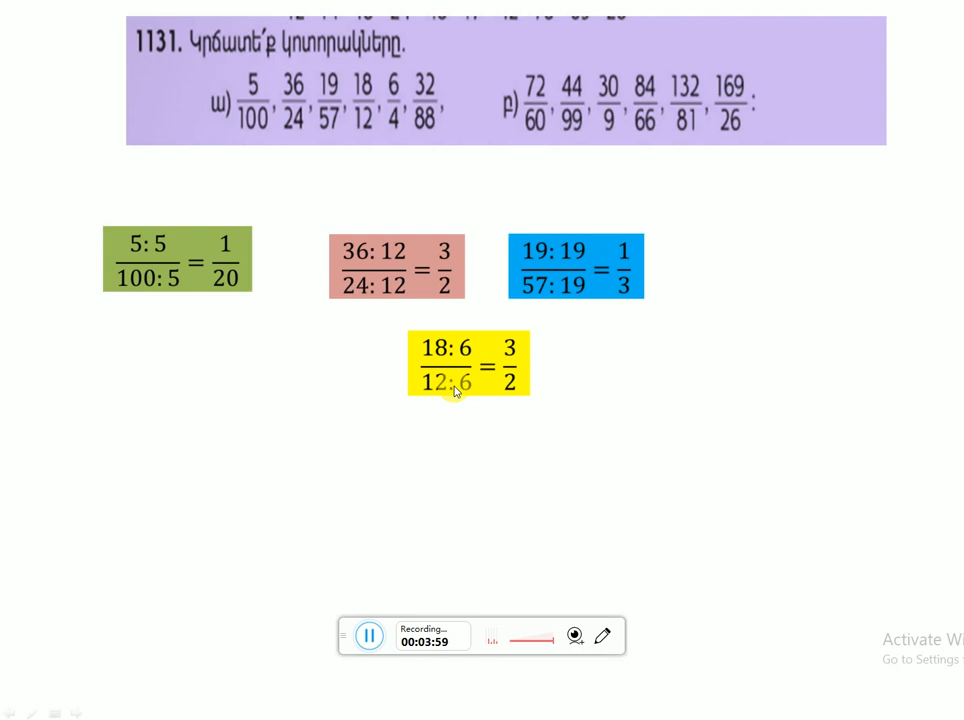 1131. Կրճատե՛ք կոտորակները.
ա) 5/100, 36/24, 19/57, 18/12, 6/4, 32/88, բ) 72/60, 44/99, 30/9, 84/66, 132/81, 169/26 :
5:5/100:5 = 1/20
36:12/24:12 = 3/2
19:19/57:19 = 1/3
18:6/12:6 = 3/2
Recording...
00:03:59
Activate Wi
Go to Settings